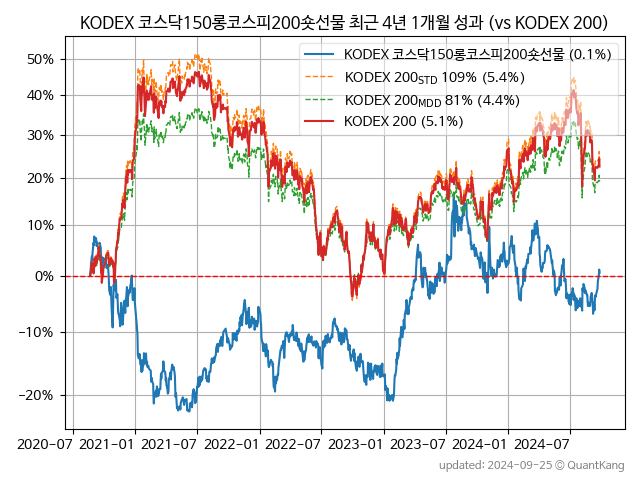 KODEX 코스닥150롱코스피200숏선물 최근 4년 1개월 성과 (vs KODEX 200)
KODEX 코스닥150롱코스피200숏선물 (0.1%)
KODEX 200STD 109% (5.4%)
KODEX 200MDD 81% (4.4%)
KODEX 200 (5.1%)
50%
40%
30%
20%
10%
0%
-10%
-20%
2020-07 2021-01 2021-07 2022-01 2022-07 2023-01 2023-07 2024-01 2024-07
updated: 2024-09-25 © QuantKang